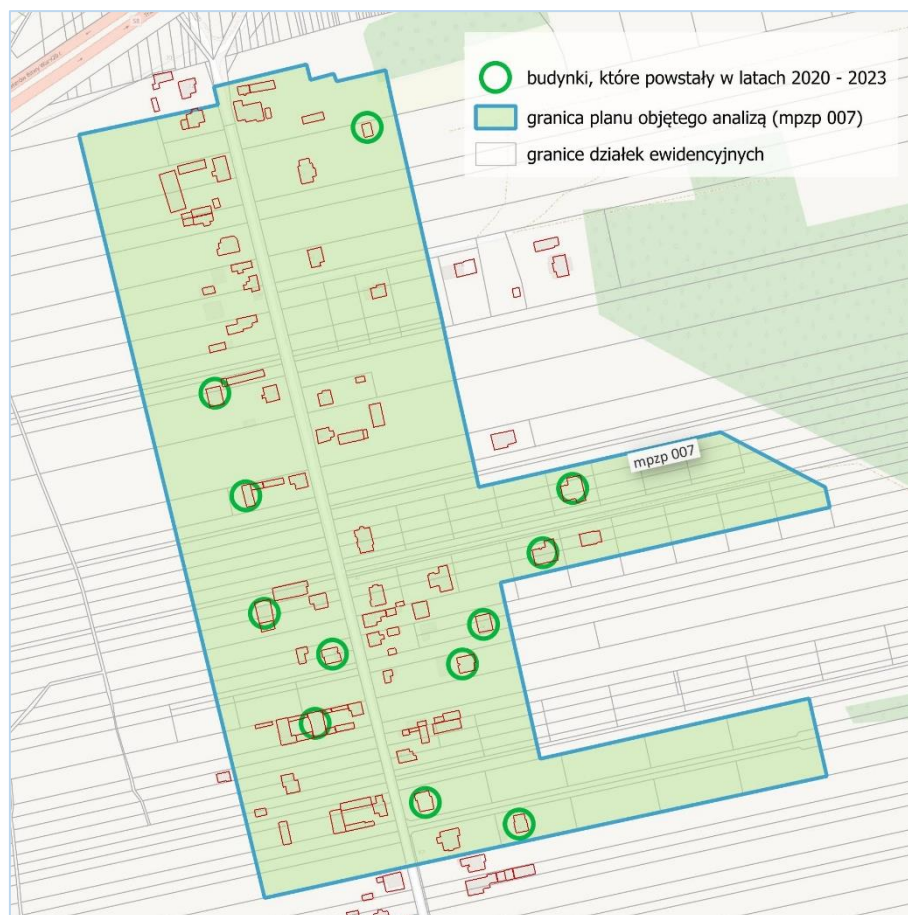 budynki, które powstały w latach 2020 - 2023
granica planu objętego analizą (mpzp 007)
granice działek ewidencyjnych
mpzp 007